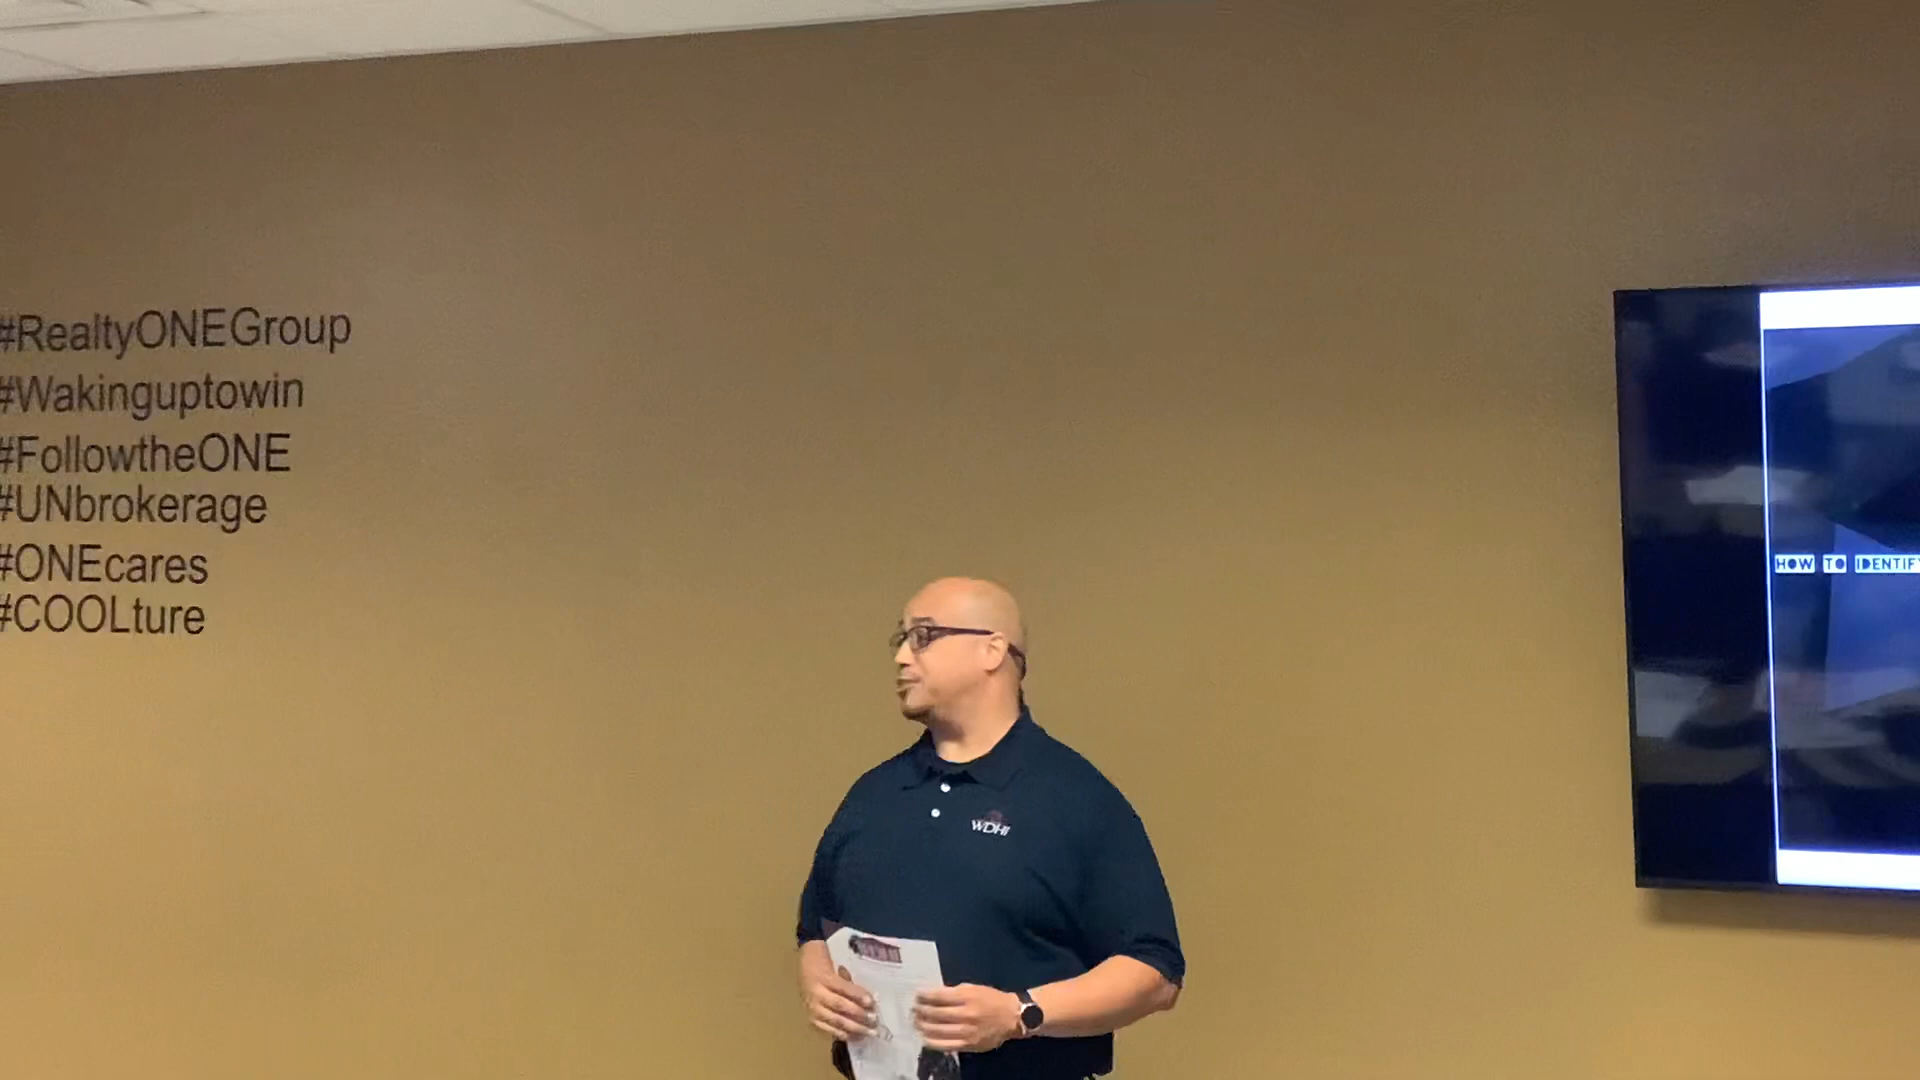 #RealtyONEGroup
#Wakinguptowin
#FollowtheONE
#UNbrokerage
#ONEcares
#COOLture
HOW TO IDENTIFY
WDHI